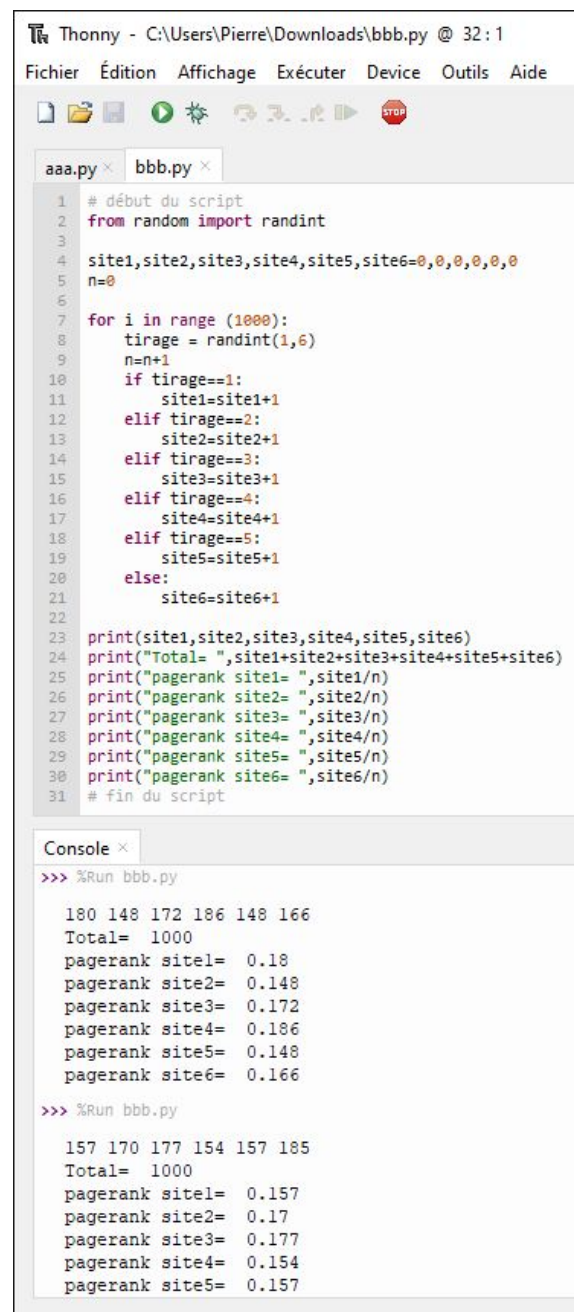 Thonny - C:\Users\Pierre\Downloads\bbb.py @ 32 : 1
Fichier Édition Affichage Exécuter Device Outils Aide
STOP
aaa.py × bbb.py ×
1 # début du script
2 from random import randint
3
4 site1,site2,site3,site4,site5,site6=0,0,0,0,0,0
5 n=0
6
7 for i in range (1000):
8     tirage = randint(1,6)
9     n=n+1
10     if tirage==1:
11         site1=site1+1
12     elif tirage==2:
13         site2=site2+1
14     elif tirage==3:
15         site3=site3+1
16     elif tirage==4:
17         site4=site4+1
18     elif tirage==5:
19         site5=site5+1
20     else:
21         site6=site6+1
22
23 print(site1,site2,site3,site4,site5,site6)
24 print("Total= ",site1+site2+site3+site4+site5+site6)
25 print("pagerank site1= ",site1/n)
26 print("pagerank site2= ",site2/n)
27 print("pagerank site3= ",site3/n)
28 print("pagerank site4= ",site4/n)
29 print("pagerank site5= ",site5/n)
30 print("pagerank site6= ",site6/n)
31 # fin du script
Console ×
>>> %Run bbb.py
180 148 172 186 148 166
Total=  1000
pagerank site1=  0.18
pagerank site2=  0.148
pagerank site3=  0.172
pagerank site4=  0.186
pagerank site5=  0.148
pagerank site6=  0.166
>>> %Run bbb.py
157 170 177 154 157 185
Total=  1000
pagerank site1=  0.157
pagerank site2=  0.17
pagerank site3=  0.177
pagerank site4=  0.154
pagerank site5=  0.157